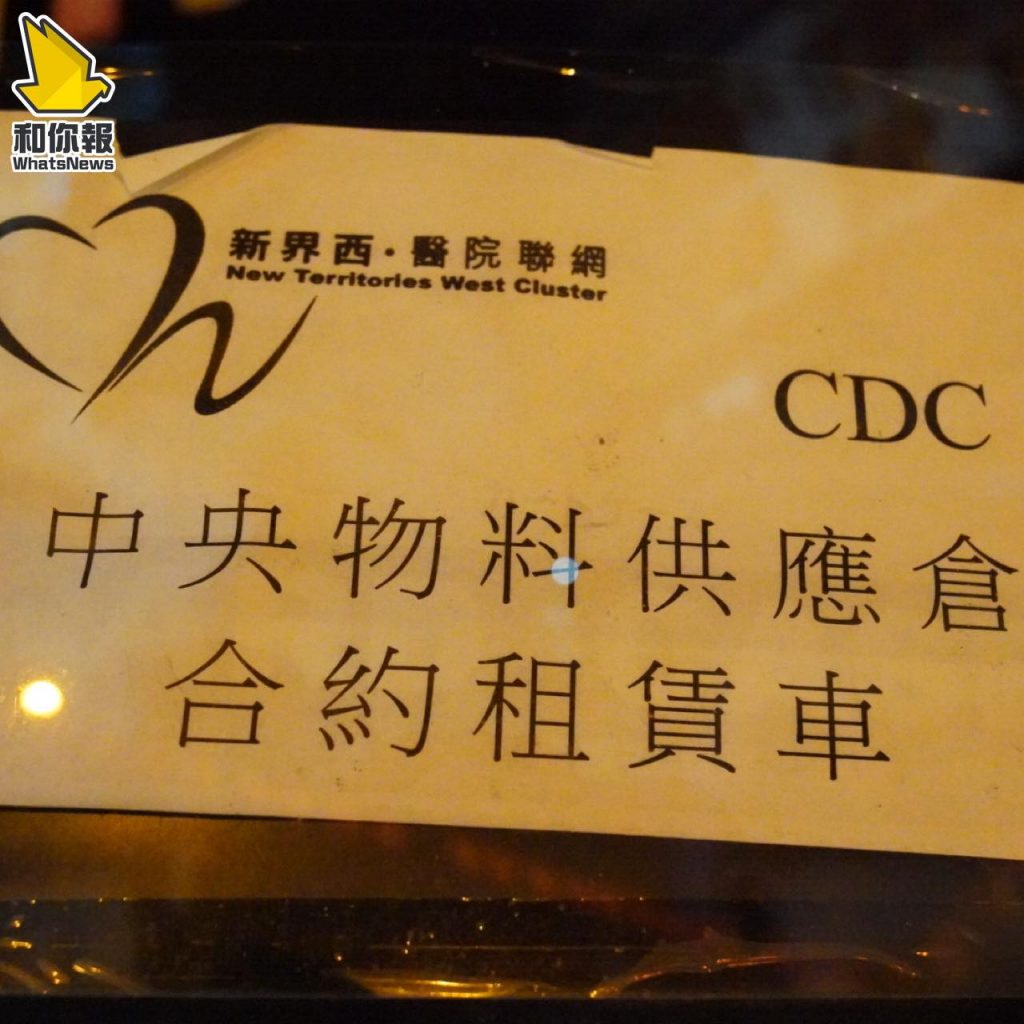 和你報
WhatsNews
新界西·醫院聯網
New Territories West Cluster
CDC
中央物料供應倉
合約租賃車